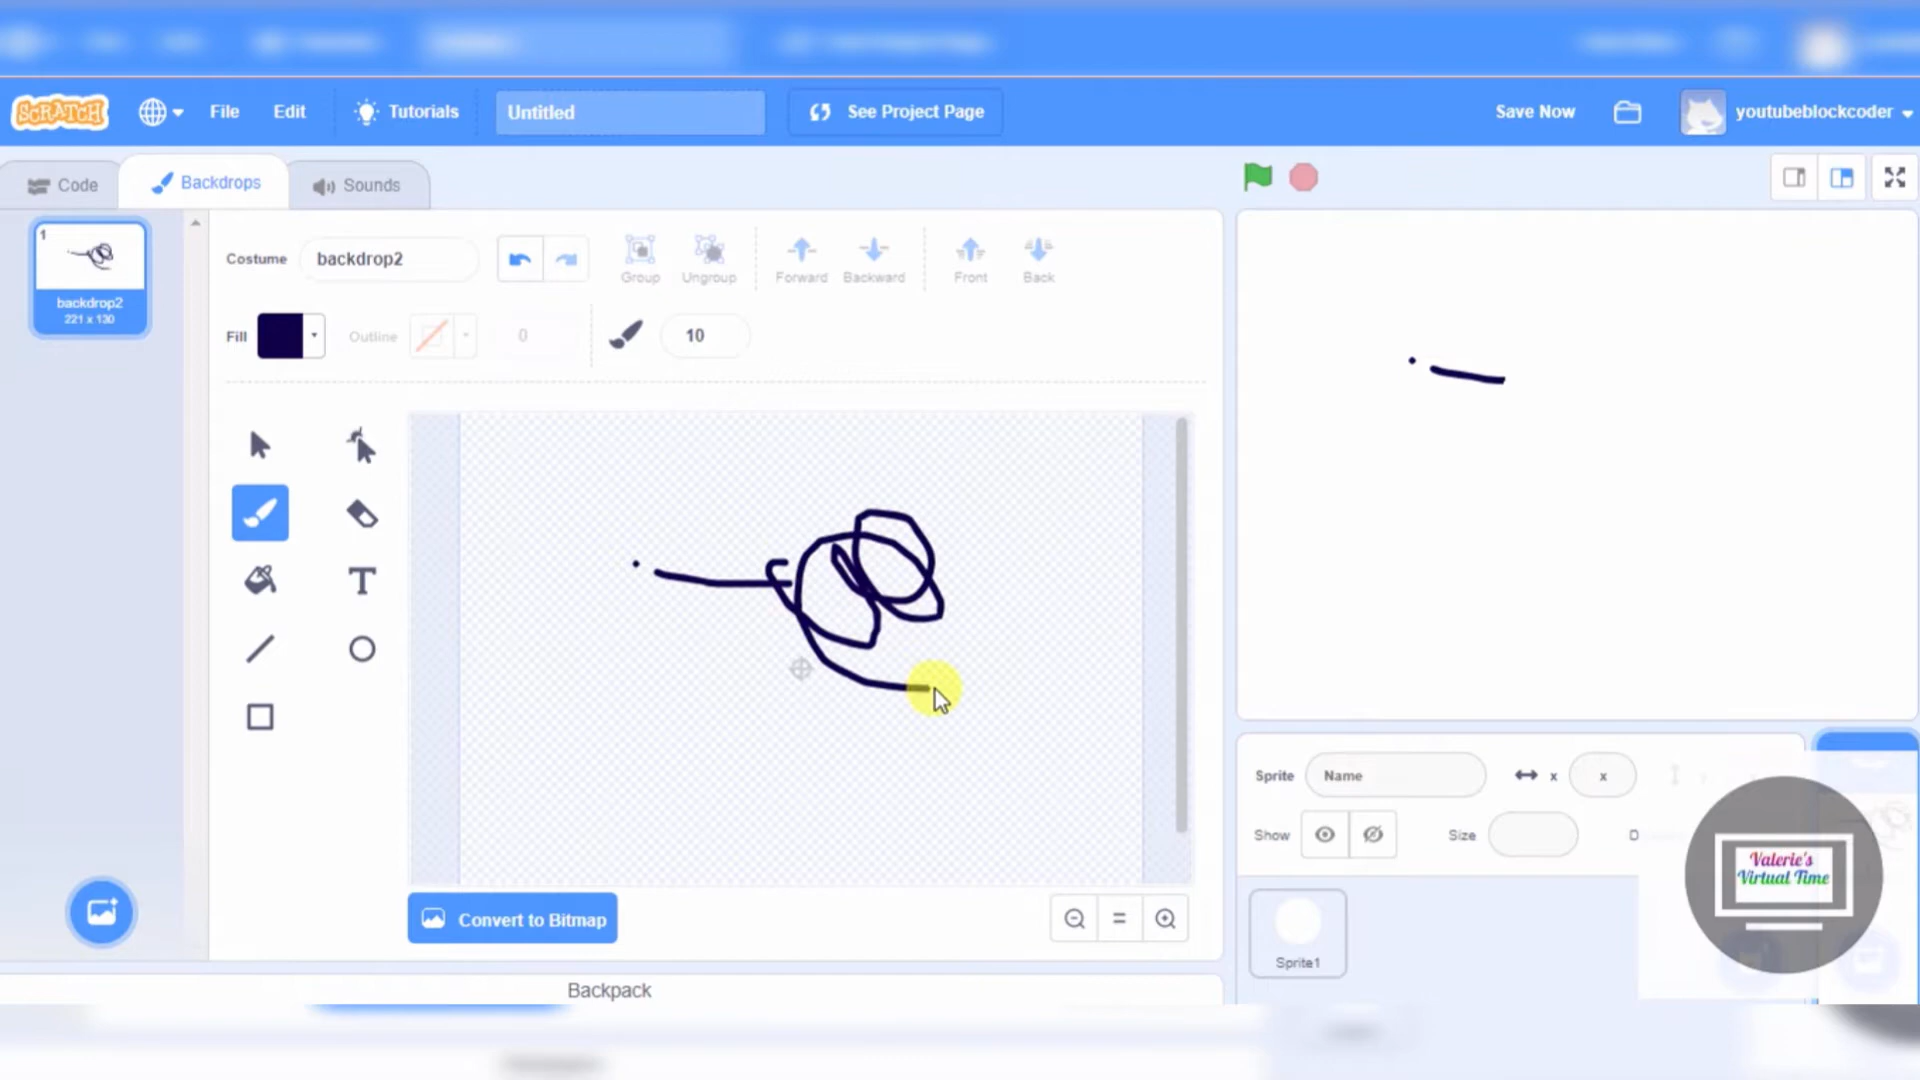 SCRATCH File Edit Tutorials Untitled See Project Page Save Now youtubeblockcoder
Code Backdrops Sounds
1
backdrop2
221 x 130
Costume backdrop2
Group Ungroup Forward Backward Front Back
Fill Outline 0 10
T
Convert to Bitmap
=
Backpack
Sprite Name x x
Show Size
Sprite1
Valerie's
Virtual Time